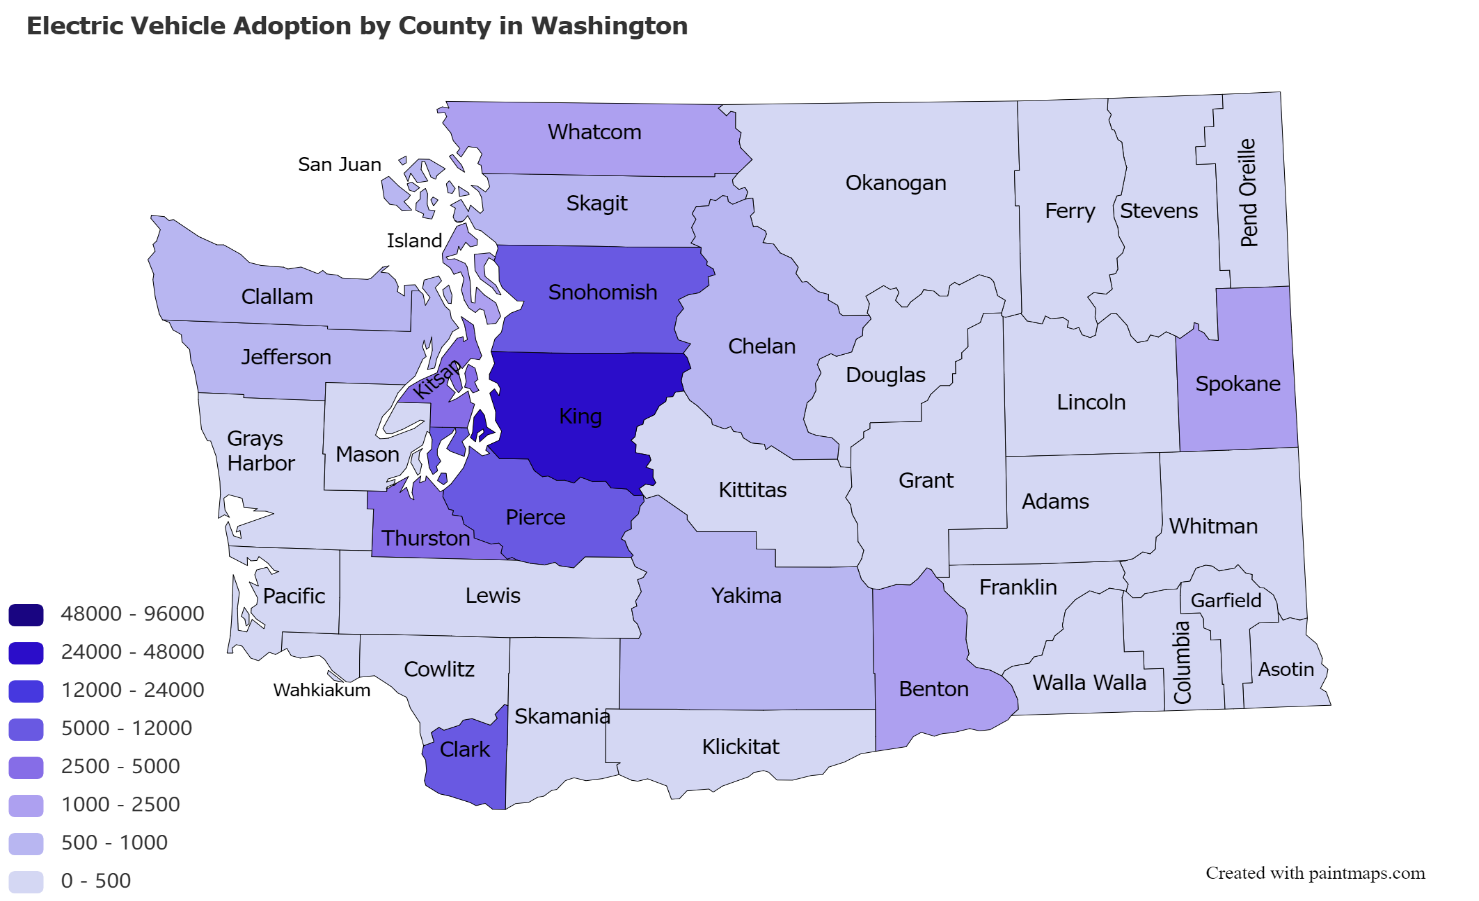 Electric Vehicle Adoption by County in Washington
Whatcom
San Juan
Skagit
Okanogan
Ferry
Stevens
Pend Oreille
Island
Clallam
Snohomish
Jefferson
Chelan
Kitsap
Douglas
Spokane
Lincoln
King
Grays
Harbor
Mason
Kittitas
Grant
Adams
Pierce
Whitman
Thurston
Franklin
Pacific
Lewis
Yakima
Garfield
Columbia
Cowlitz
Asotin
Wahkiakum
Walla Walla
Benton
Skamania
Clark
Klickitat
48000 - 96000
24000 - 48000
12000 - 24000
5000 - 12000
2500 - 5000
1000 - 2500
500 - 1000
0 - 500
Created with paintmaps.com